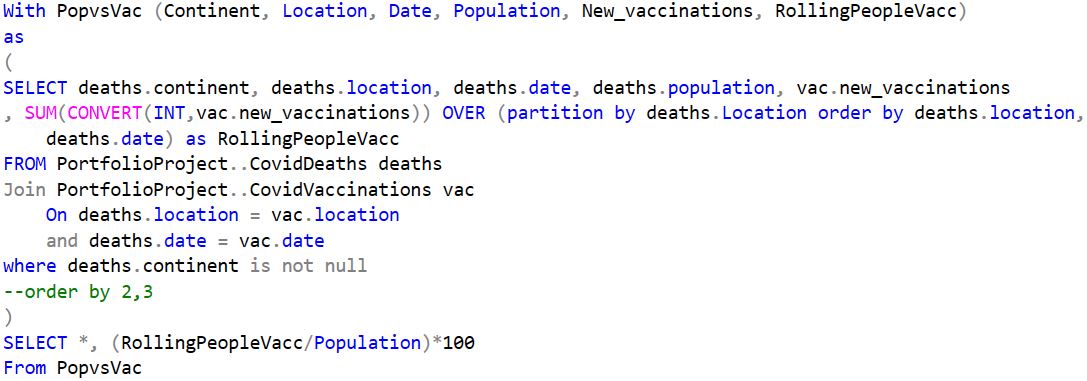 With PopvsVac (Continent, Location, Date, Population, New_vaccinations, RollingPeopleVacc)
as
(
SELECT deaths.continent, deaths.location, deaths.date, deaths.population, vac.new_vaccinations
, SUM(CONVERT(INT,vac.new_vaccinations)) OVER (partition by deaths.Location order by deaths.location,
    deaths.date) as RollingPeopleVacc
FROM PortfolioProject..CovidDeaths deaths
Join PortfolioProject..CovidVaccinations vac
    On deaths.location = vac.location
    and deaths.date = vac.date
where deaths.continent is not null
--order by 2,3
)
SELECT *, (RollingPeopleVacc/Population)*100
From PopvsVac